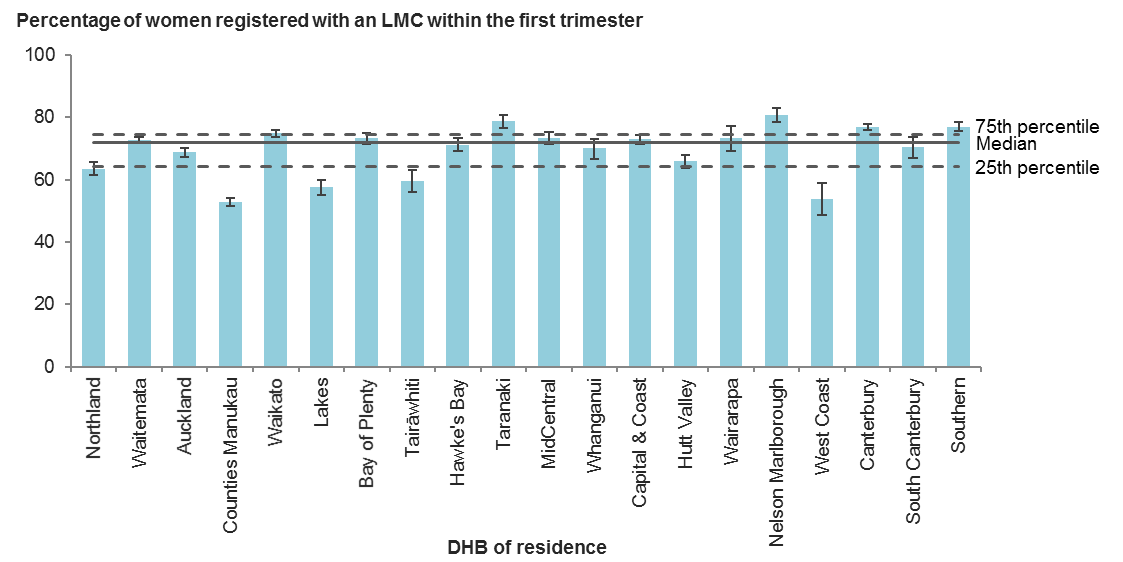 Percentage of women registered with an LMC within the first trimester
100
80
60
40
20
0
75th percentile
Median
25th percentile
Northland
Waitemata
Auckland
Counties Manukau
Waikato
Lakes
Bay of Plenty
Tairāwhiti
Hawke's Bay
Taranaki
MidCentral
Whanganui
Capital & Coast
Hutt Valley
Wairarapa
Nelson Marlborough
West Coast
Canterbury
South Canterbury
Southern
DHB of residence